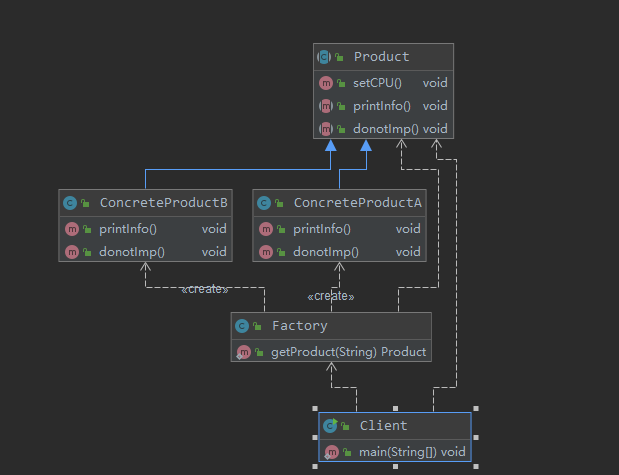 Product
setCPU() void
printInfo() void
donotImp() void
ConcreteProductB
printInfo() void
donotImp() void
ConcreteProductA
printInfo() void
donotImp() void
«create»
«create»
Factory
getProduct(String) Product
Client
main(String[]) void